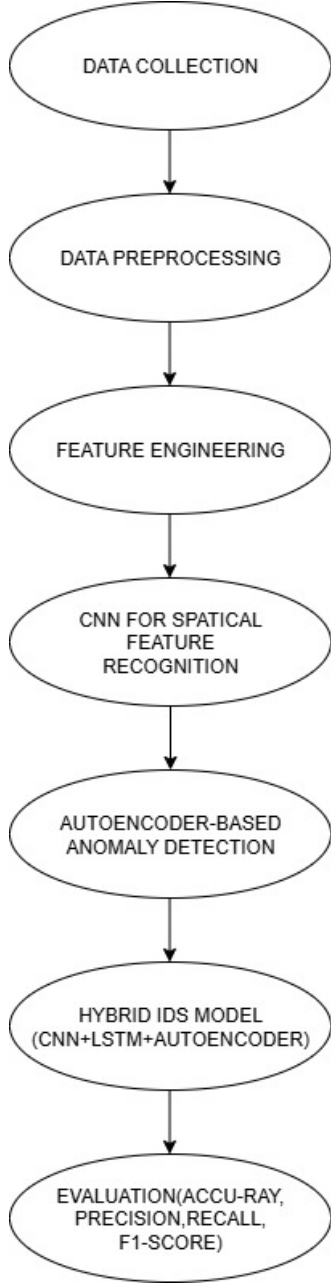 DATA COLLECTION
DATA PREPROCESSING
FEATURE ENGINEERING
CNN FOR SPATICAL
FEATURE
RECOGNITION
AUTOENCODER-BASED
ANOMALY DETECTION
HYBRID IDS MODEL
(CNN+LSTM+AUTOENCODER)
EVALUATION(ACCU-RAY,
PRECISION,RECALL,
F1-SCORE)